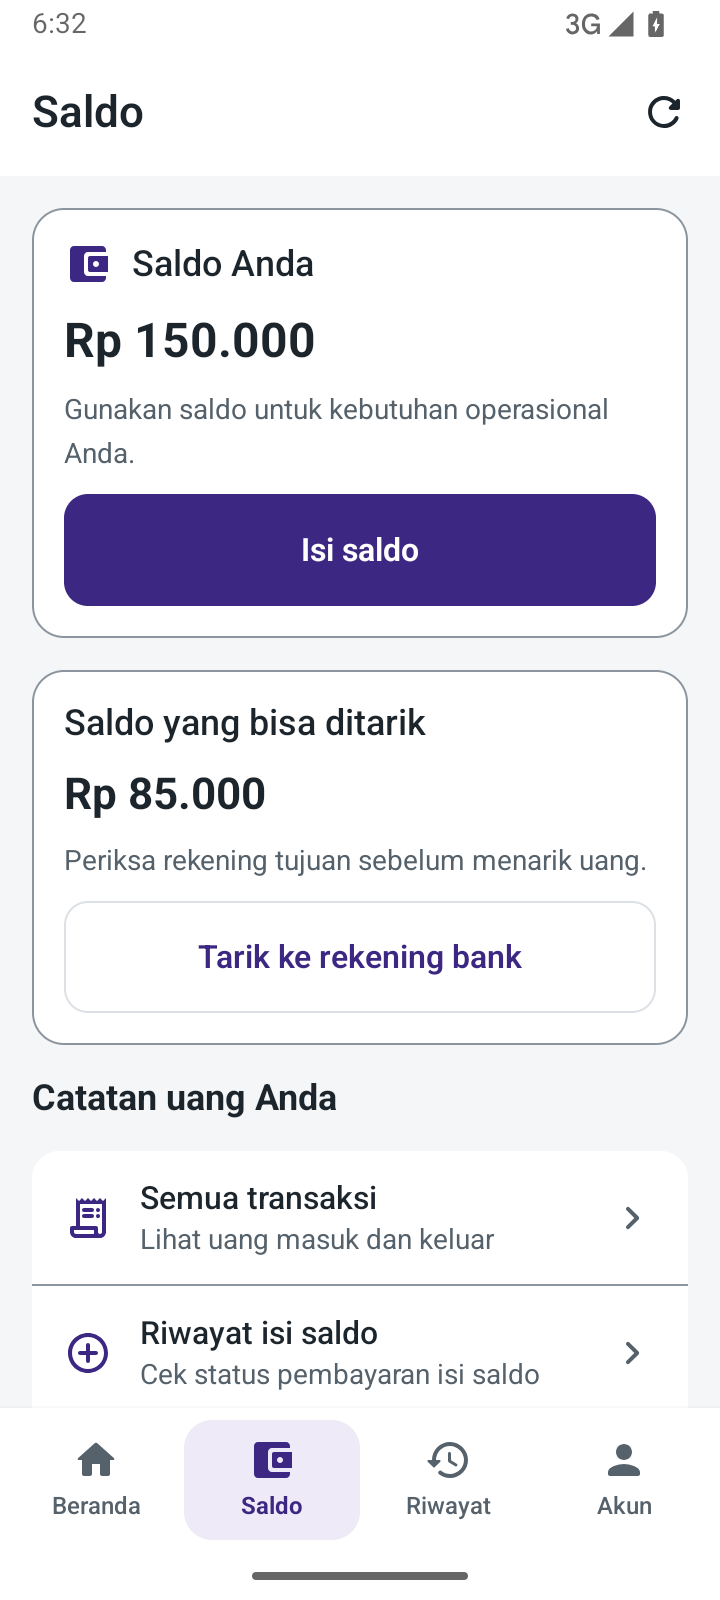 6:32
3G
Saldo
Saldo Anda
Rp 150.000
Gunakan saldo untuk kebutuhan operasional
Anda.
Isi saldo
Saldo yang bisa ditarik
Rp 85.000
Periksa rekening tujuan sebelum menarik uang.
Tarik ke rekening bank
Catatan uang Anda
Semua transaksi
Lihat uang masuk dan keluar
Riwayat isi saldo
Cek status pembayaran isi saldo
Beranda
Saldo
Riwayat
Akun